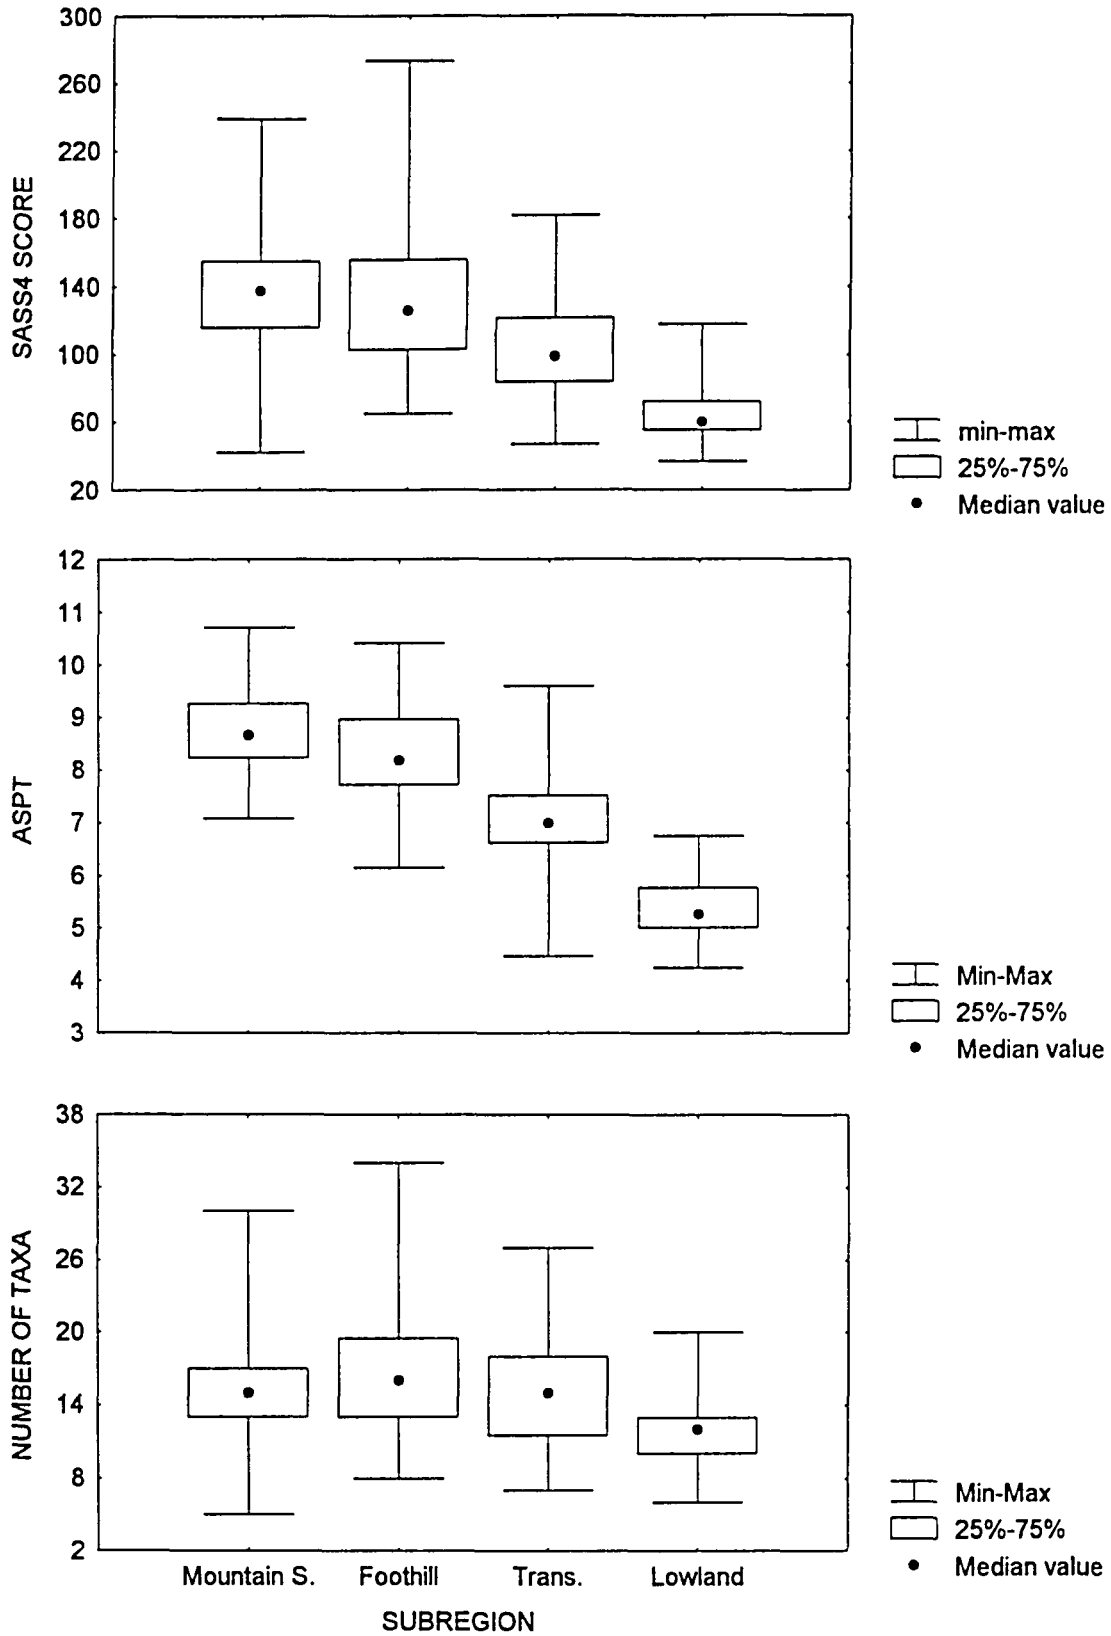 300
260
220
180
140
100
60
20
SASS4 SCORE
min-max
25%-75%
Median value
12
11
10
9
8
7
6
5
4
3
ASPT
Min-Max
25%-75%
Median value
38
32
26
20
14
8
2
NUMBER OF TAXA
Min-Max
25%-75%
Median value
Mountain S. Foothill Trans. Lowland
SUBREGION